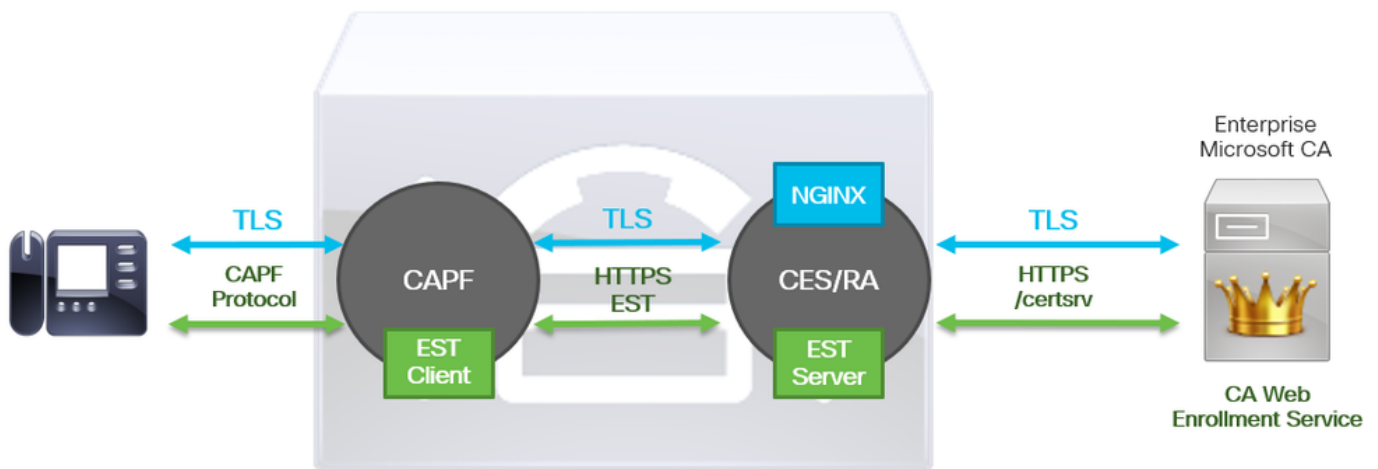 TLS
CAPF
Protocol
CAPF
EST
Client
TLS
HTTPS
EST
NGINX
CES/RA
EST
Server
TLS
HTTPS
/certsrv
Enterprise
Microsoft CA
CA Web
Enrollment Service